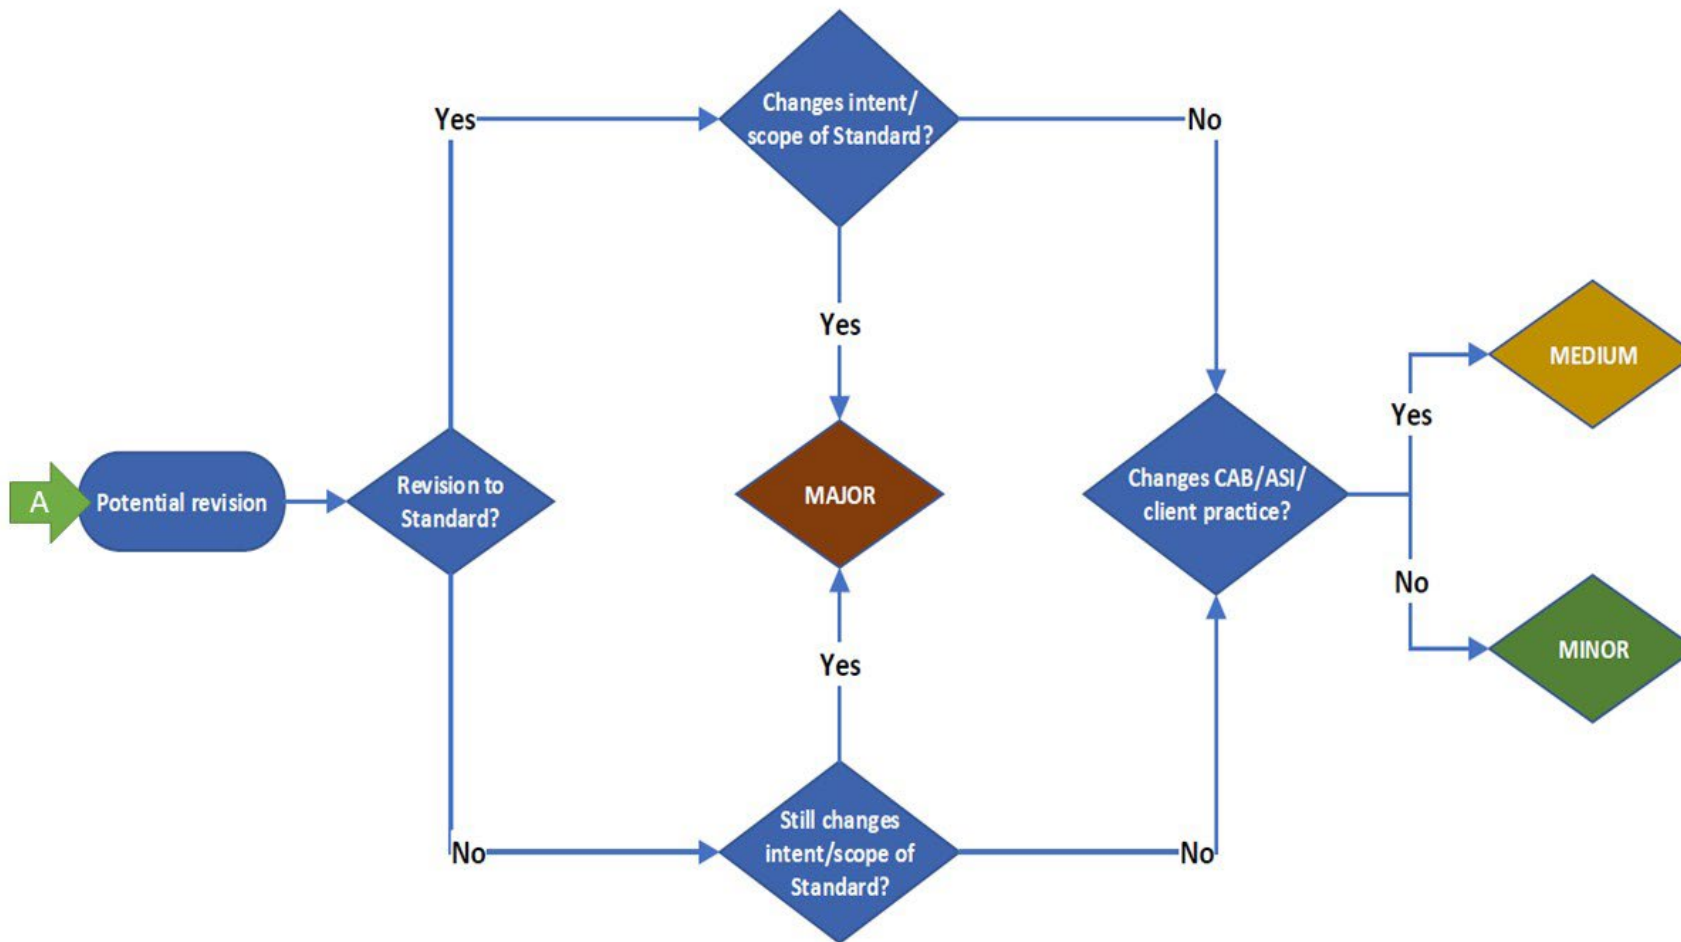 Changes intent/
scope of Standard?
Yes
No
Yes
MEDIUM
Yes
A
Potential revision
Revision to
Standard?
MAJOR
Changes CAB/ASI/
client practice?
No
MINOR
Yes
Still changes
intent/scope of
Standard?
No
No